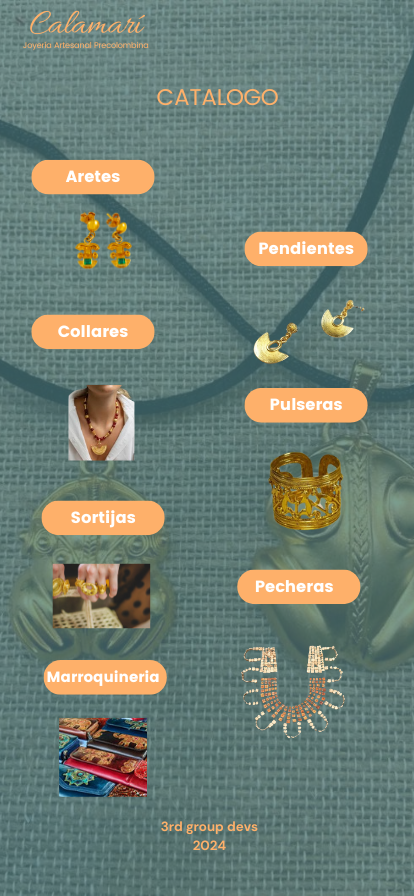 Calamarí
Joyería Artesanal Precolombina
CATALOGO
Aretes
Pendientes
Collares
Pulseras
Sortijas
Pecheras
Marroquineria
3rd group devs
2024